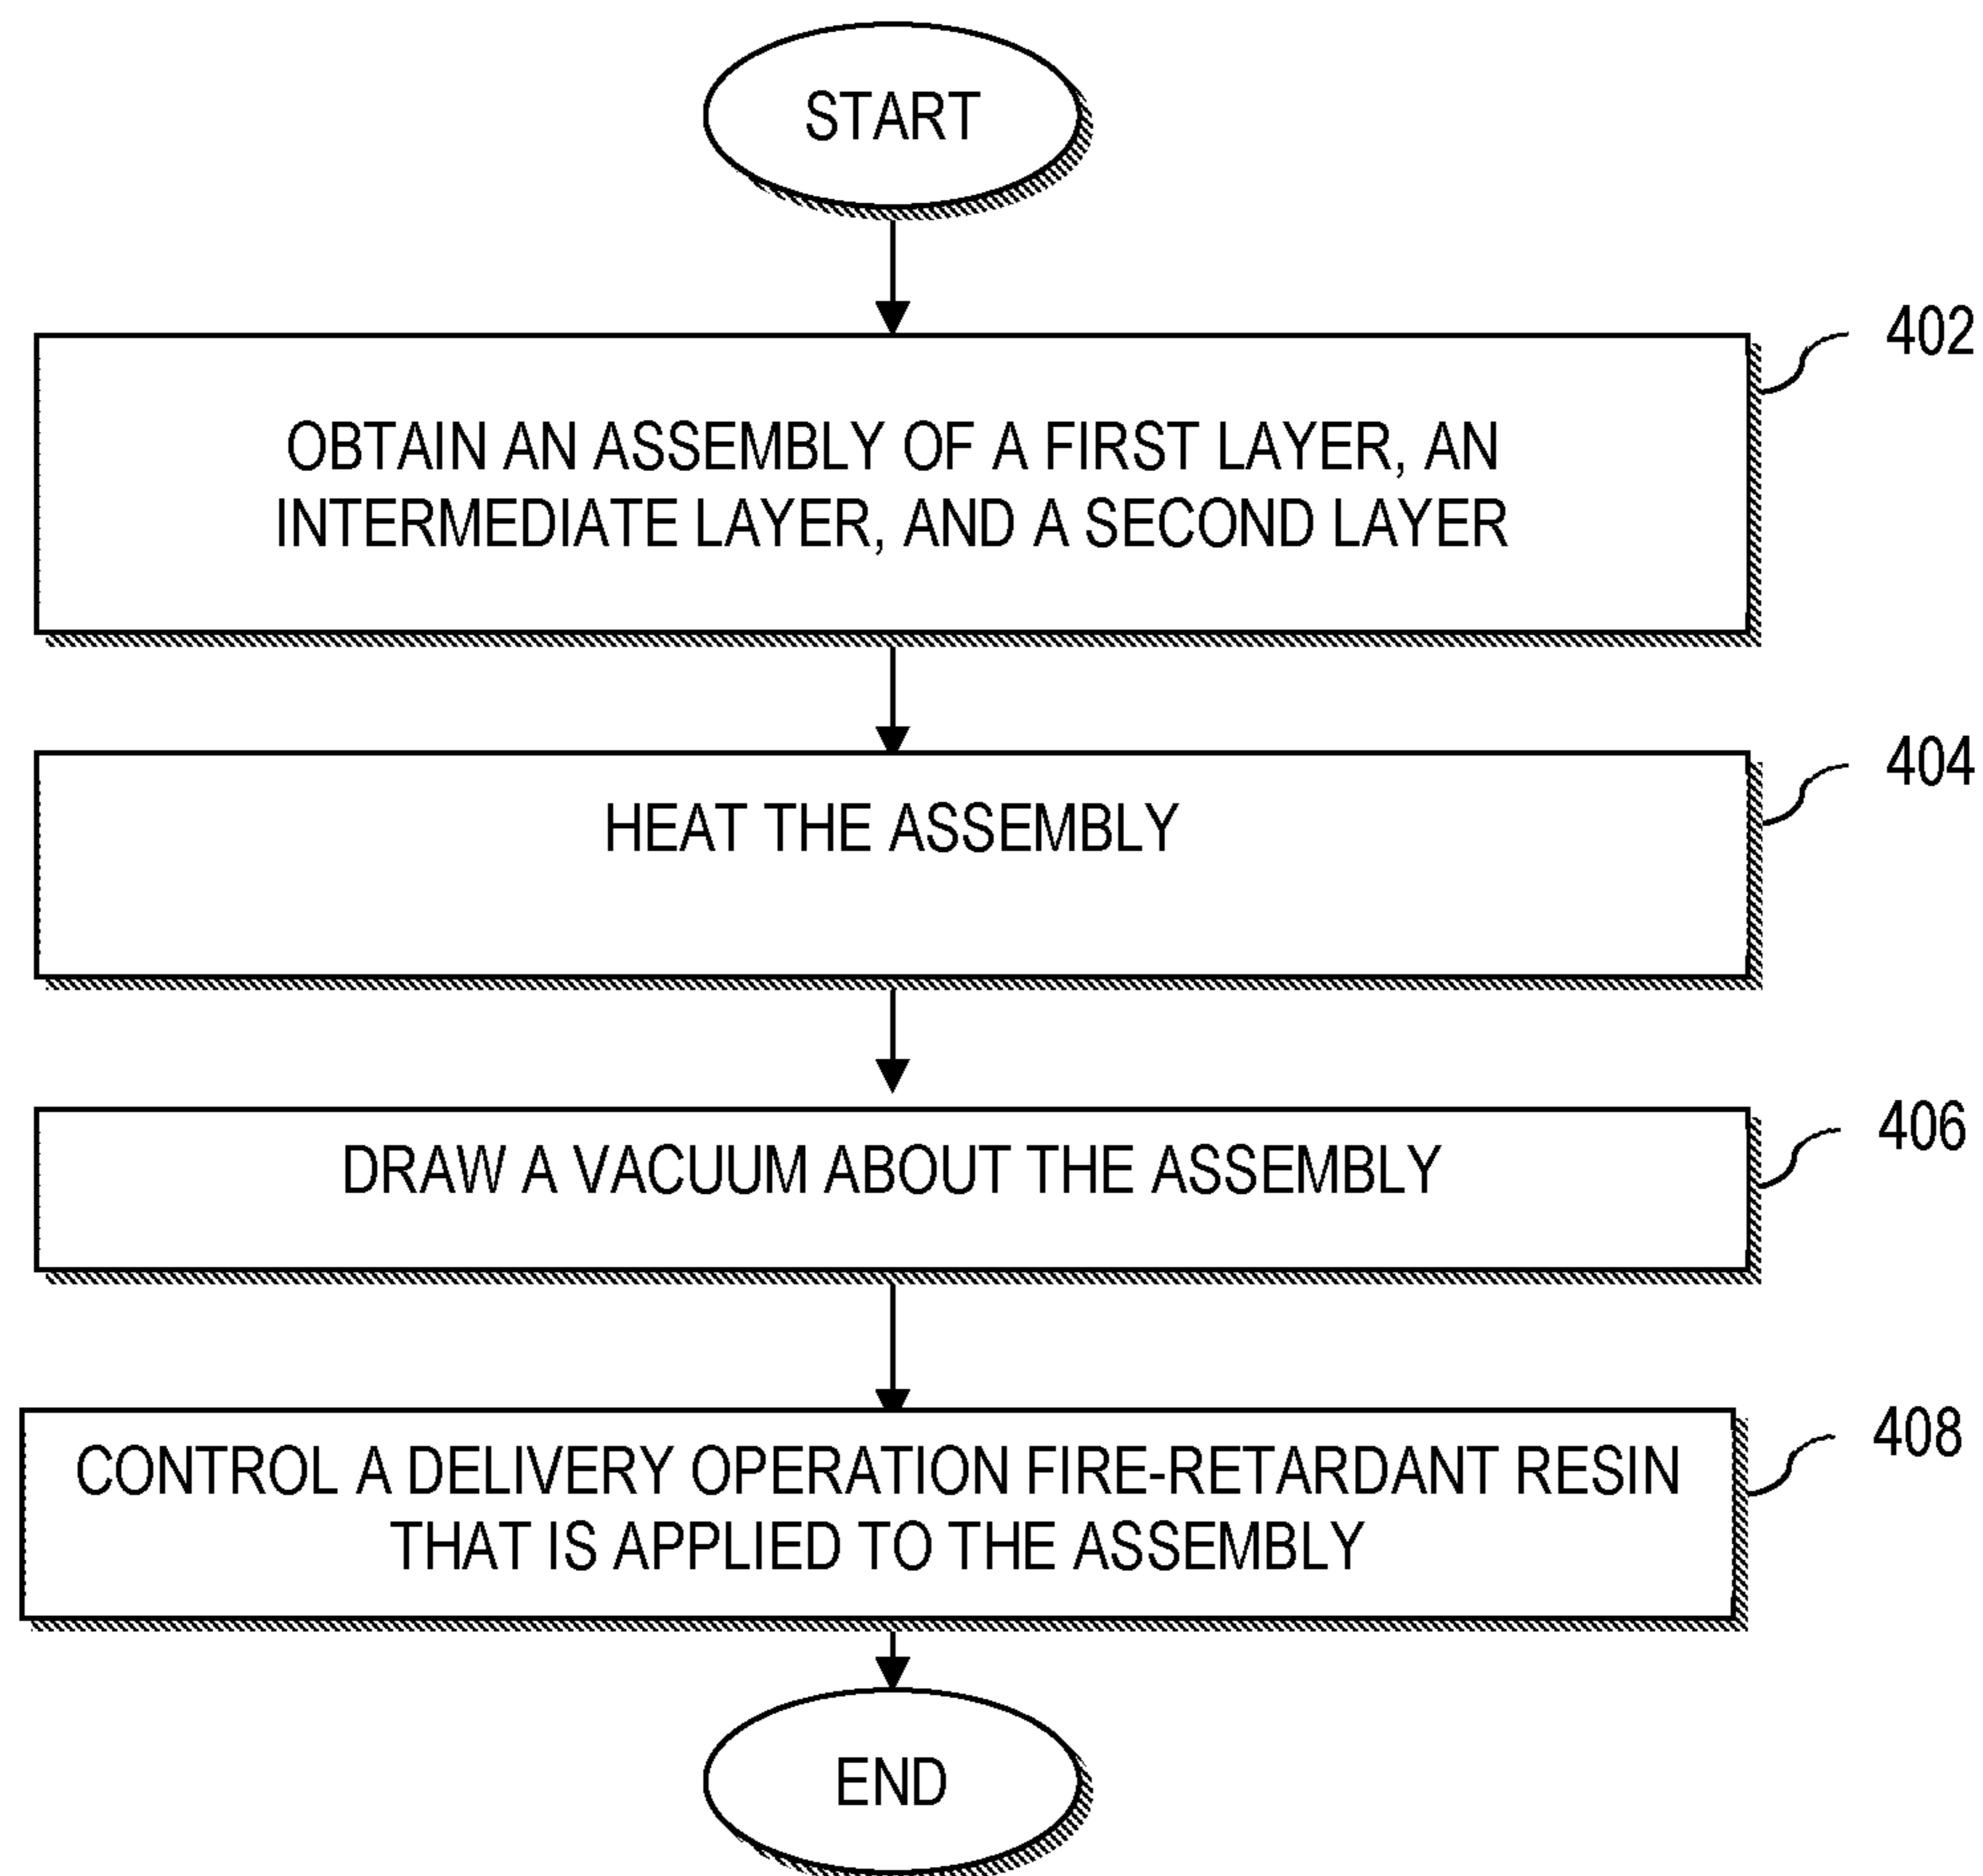 START
402
OBTAIN AN ASSEMBLY OF A FIRST LAYER, AN
INTERMEDIATE LAYER, AND A SECOND LAYER
404
HEAT THE ASSEMBLY
406
DRAW A VACUUM ABOUT THE ASSEMBLY
408
CONTROL A DELIVERY OPERATION FIRE-RETARDANT RESIN
THAT IS APPLIED TO THE ASSEMBLY
END